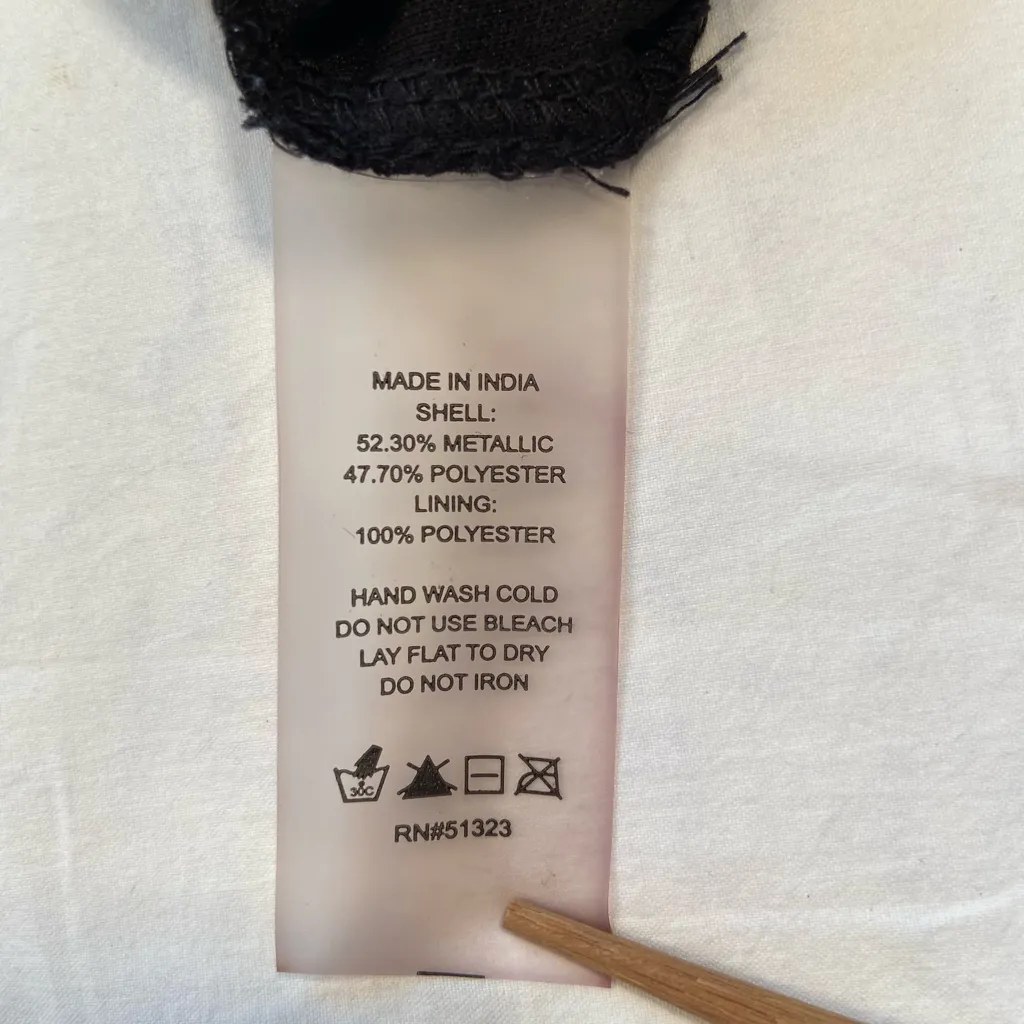 MADE IN INDIA
SHELL:
52.30% METALLIC
47.70% POLYESTER
LINING:
100% POLYESTER
HAND WASH COLD
DO NOT USE BLEACH
LAY FLAT TO DRY
DO NOT IRON
30C
RN#51323